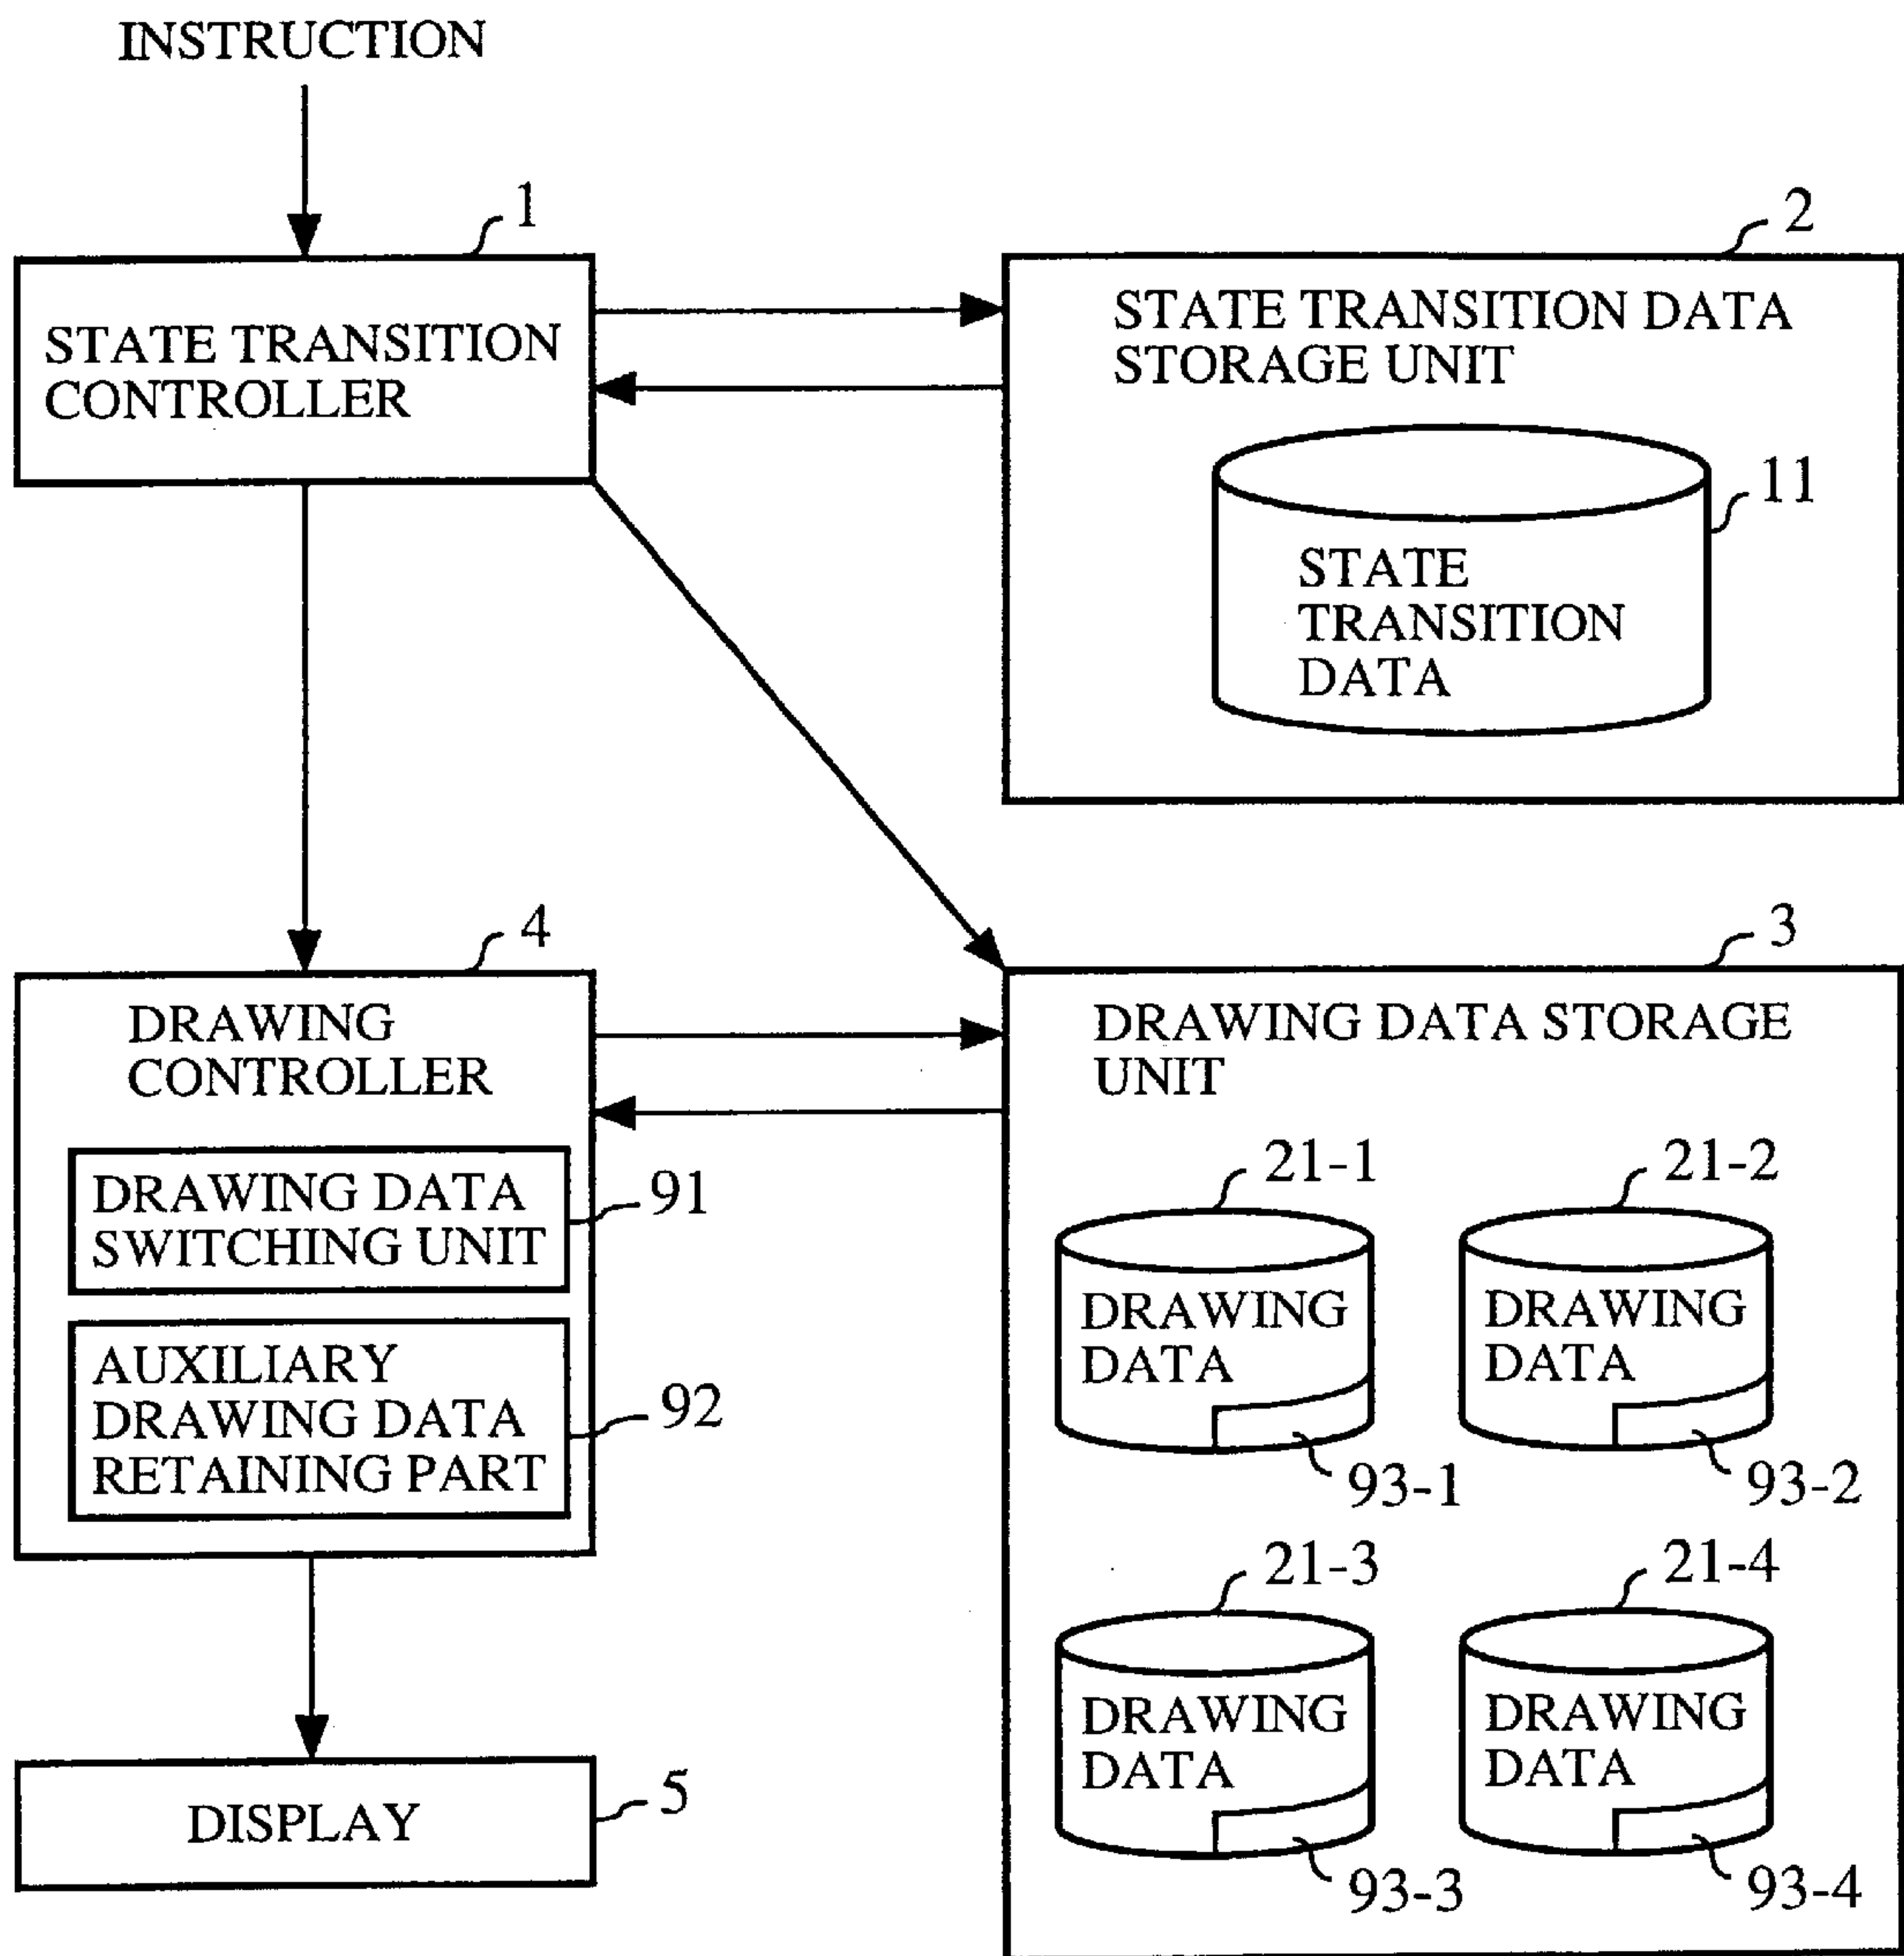 INSTRUCTION
1
STATE TRANSITION
CONTROLLER
2
STATE TRANSITION DATA
STORAGE UNIT
11
STATE
TRANSITION
DATA
4
DRAWING
CONTROLLER
DRAWING DATA
SWITCHING UNIT
91
AUXILIARY
DRAWING DATA
RETAINING PART
92
3
DRAWING DATA STORAGE
UNIT
21-1
DRAWING
DATA
93-1
21-2
DRAWING
DATA
93-2
21-3
DRAWING
DATA
93-3
21-4
DRAWING
DATA
93-4
DISPLAY
5